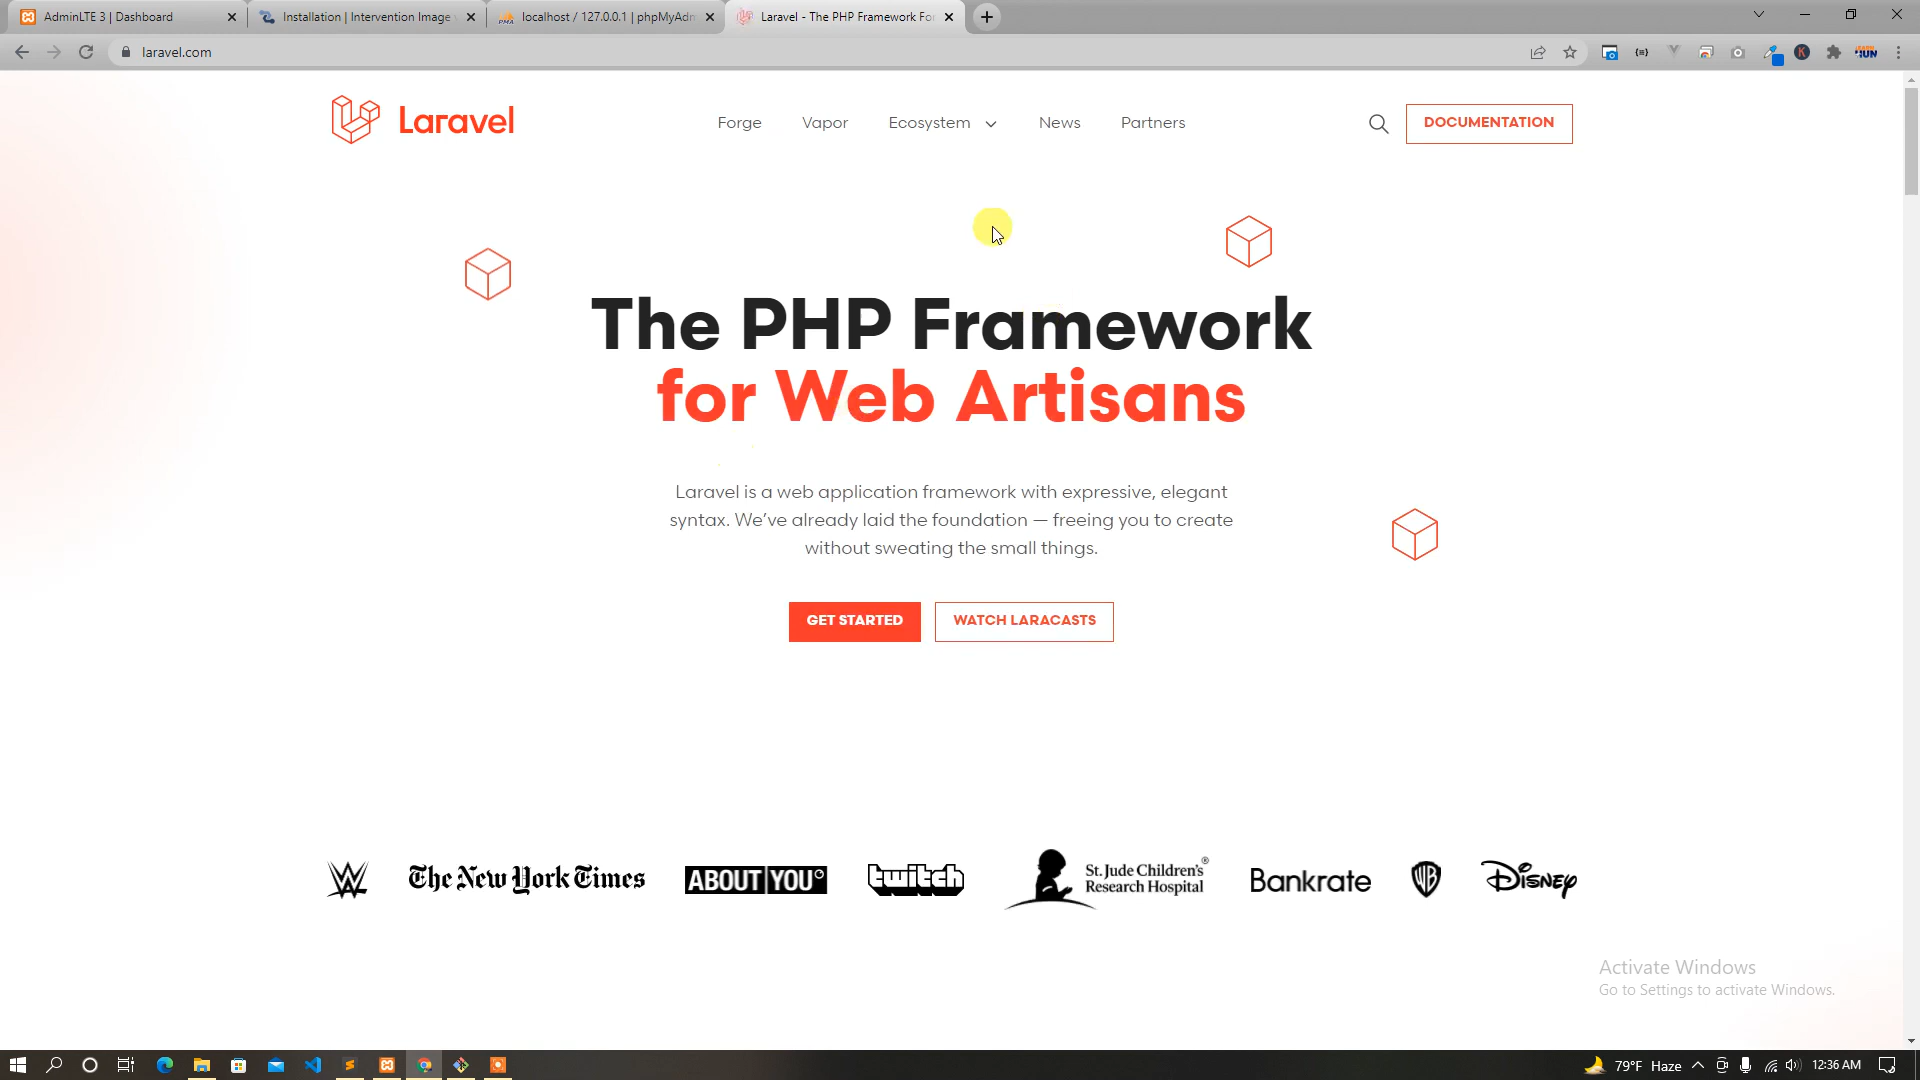 AdminLTE 3 | Dashboard
Installation | Intervention Image
localhost / 127.0.0.1 | phpMyAdm
Laravel - The PHP Framework For
laravel.com
Laravel
Forge
Vapor
Ecosystem
News
Partners
DOCUMENTATION
The PHP Framework
for Web Artisans
Laravel is a web application framework with expressive, elegant
syntax. We've already laid the foundation — freeing you to create
without sweating the small things.
GET STARTED
WATCH LARACASTS
The New York Times
ABOUT YOU
twitch
St. Jude Children's®
Research Hospital
Bankrate
WB
Disney
Activate Windows
Go to Settings to activate Windows.
79°F Haze
12:36 AM